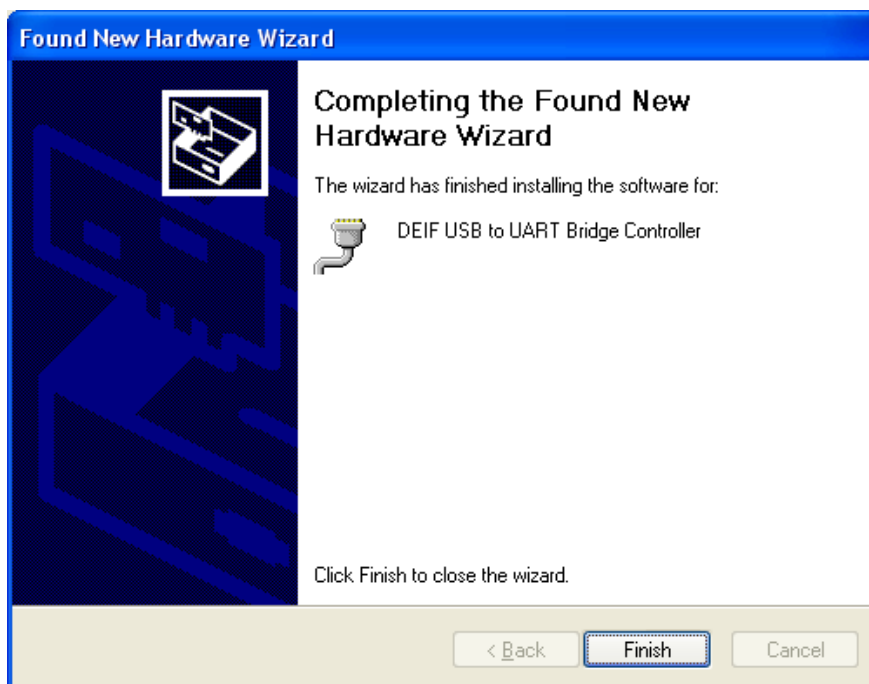 Found New Hardware Wizard
Completing the Found New
Hardware Wizard
The wizard has finished installing the software for:
DEIF USB to UART Bridge Controller
Click Finish to close the wizard.
< Back
Finish
Cancel